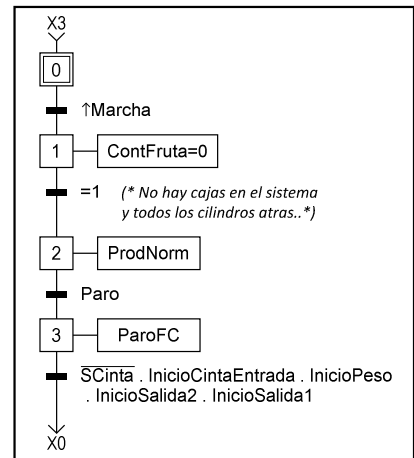 X3
0
↑Marcha
1 ContFruta=0
=1 (* No hay cajas en el sistema
y todos los cilindros atras..*)
2 ProdNorm
Paro
3 ParoFC
S̅C̅i̅n̅t̅a̅ . InicioCintaEntrada . InicioPeso
. InicioSalida2 . InicioSalida1
X0